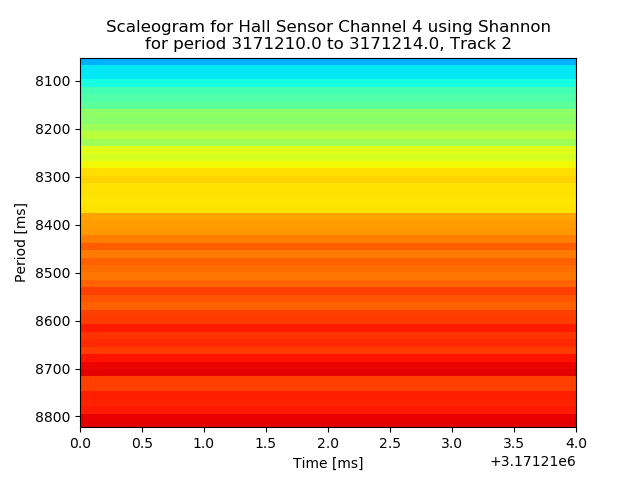 Scaleogram for Hall Sensor Channel 4 using Shannon
for period 3171210.0 to 3171214.0, Track 2
Period [ms]
8100
8200
8300
8400
8500
8600
8700
8800
0.0 0.5 1.0 1.5 2.0 2.5 3.0 3.5 4.0
Time [ms]
+3.17121e6